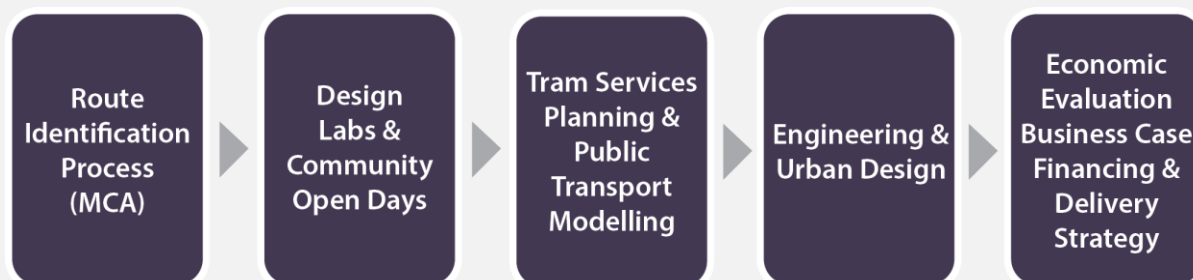 Route
Identification
Process
(MCA)
Design
Labs &
Community
Open Days
Tram Services
Planning &
Public
Transport
Modelling
Engineering &
Urban Design
Economic
Evaluation
Business Case
Financing &
Delivery
Strategy